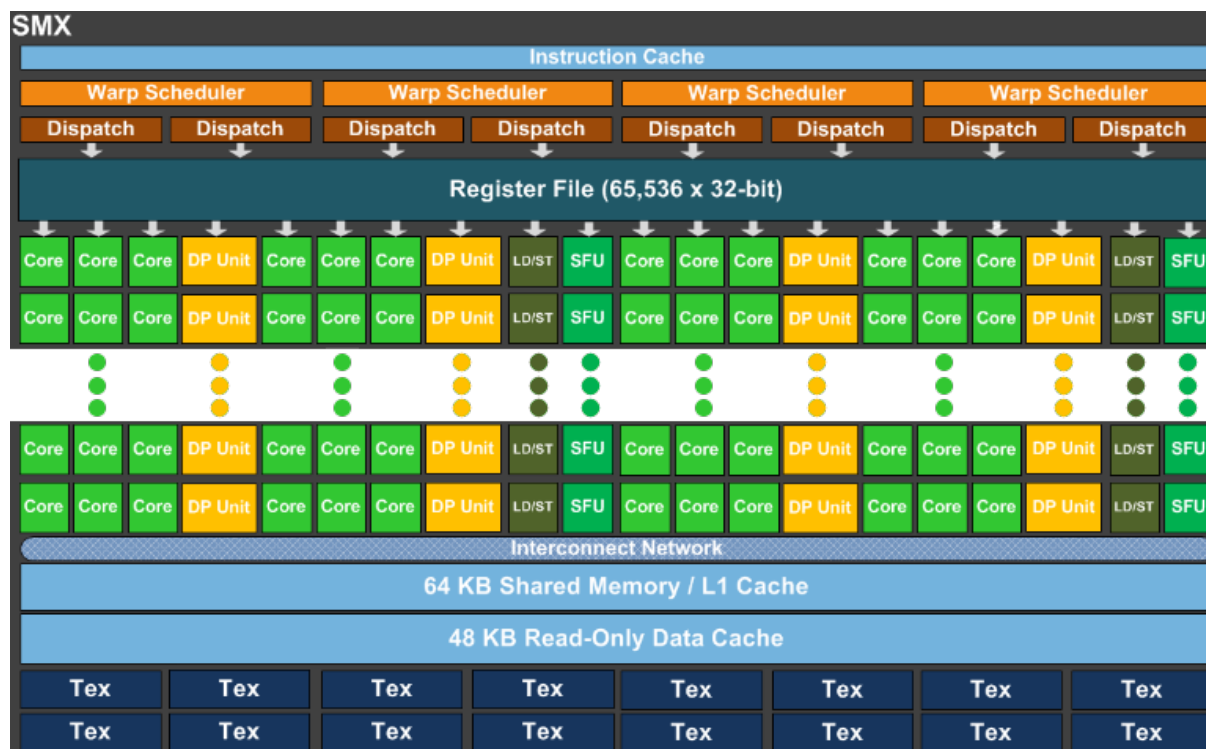 SMX
Instruction Cache
Warp Scheduler Warp Scheduler Warp Scheduler Warp Scheduler
Dispatch Dispatch Dispatch Dispatch Dispatch Dispatch Dispatch Dispatch
Register File (65,536 x 32-bit)
Core Core Core DP Unit Core Core Core DP Unit LD/ST SFU Core Core Core DP Unit Core Core Core DP Unit LD/ST SFU
Core Core Core DP Unit Core Core Core DP Unit LD/ST SFU Core Core Core DP Unit Core Core Core DP Unit LD/ST SFU
Core Core Core DP Unit Core Core Core DP Unit LD/ST SFU Core Core Core DP Unit Core Core Core DP Unit LD/ST SFU
Core Core Core DP Unit Core Core Core DP Unit LD/ST SFU Core Core Core DP Unit Core Core Core DP Unit LD/ST SFU
Interconnect Network
64 KB Shared Memory / L1 Cache
48 KB Read-Only Data Cache
Tex Tex Tex Tex Tex Tex Tex Tex
Tex Tex Tex Tex Tex Tex Tex Tex